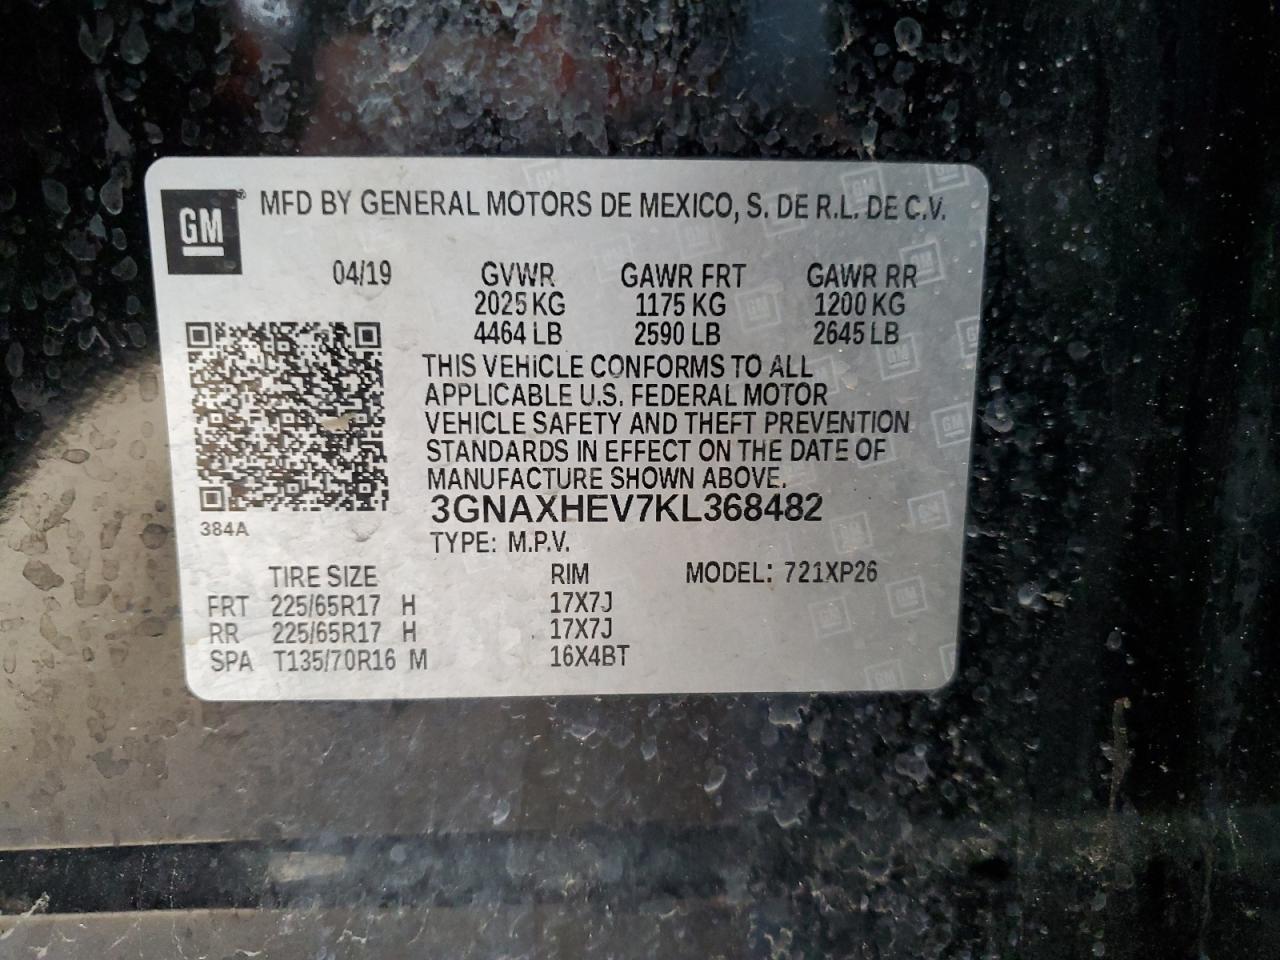 GM® MFD BY GENERAL MOTORS DE MEXICO, S. DE R.L. DE C.V.
04/19 GVWR GAWR FRT GAWR RR
2025 KG 1175 KG 1200 KG
4464 LB 2590 LB 2645 LB
THIS VEHICLE CONFORMS TO ALL
APPLICABLE U.S. FEDERAL MOTOR
VEHICLE SAFETY AND THEFT PREVENTION
STANDARDS IN EFFECT ON THE DATE OF
MANUFACTURE SHOWN ABOVE.
3GNAXHEV7KL368482
384A
TYPE: M.P.V.
TIRE SIZE RIM MODEL: 721XP26
FRT 225/65R17 H 17X7J
RR 225/65R17 H 17X7J
SPA T135/70R16 M 16X4BT